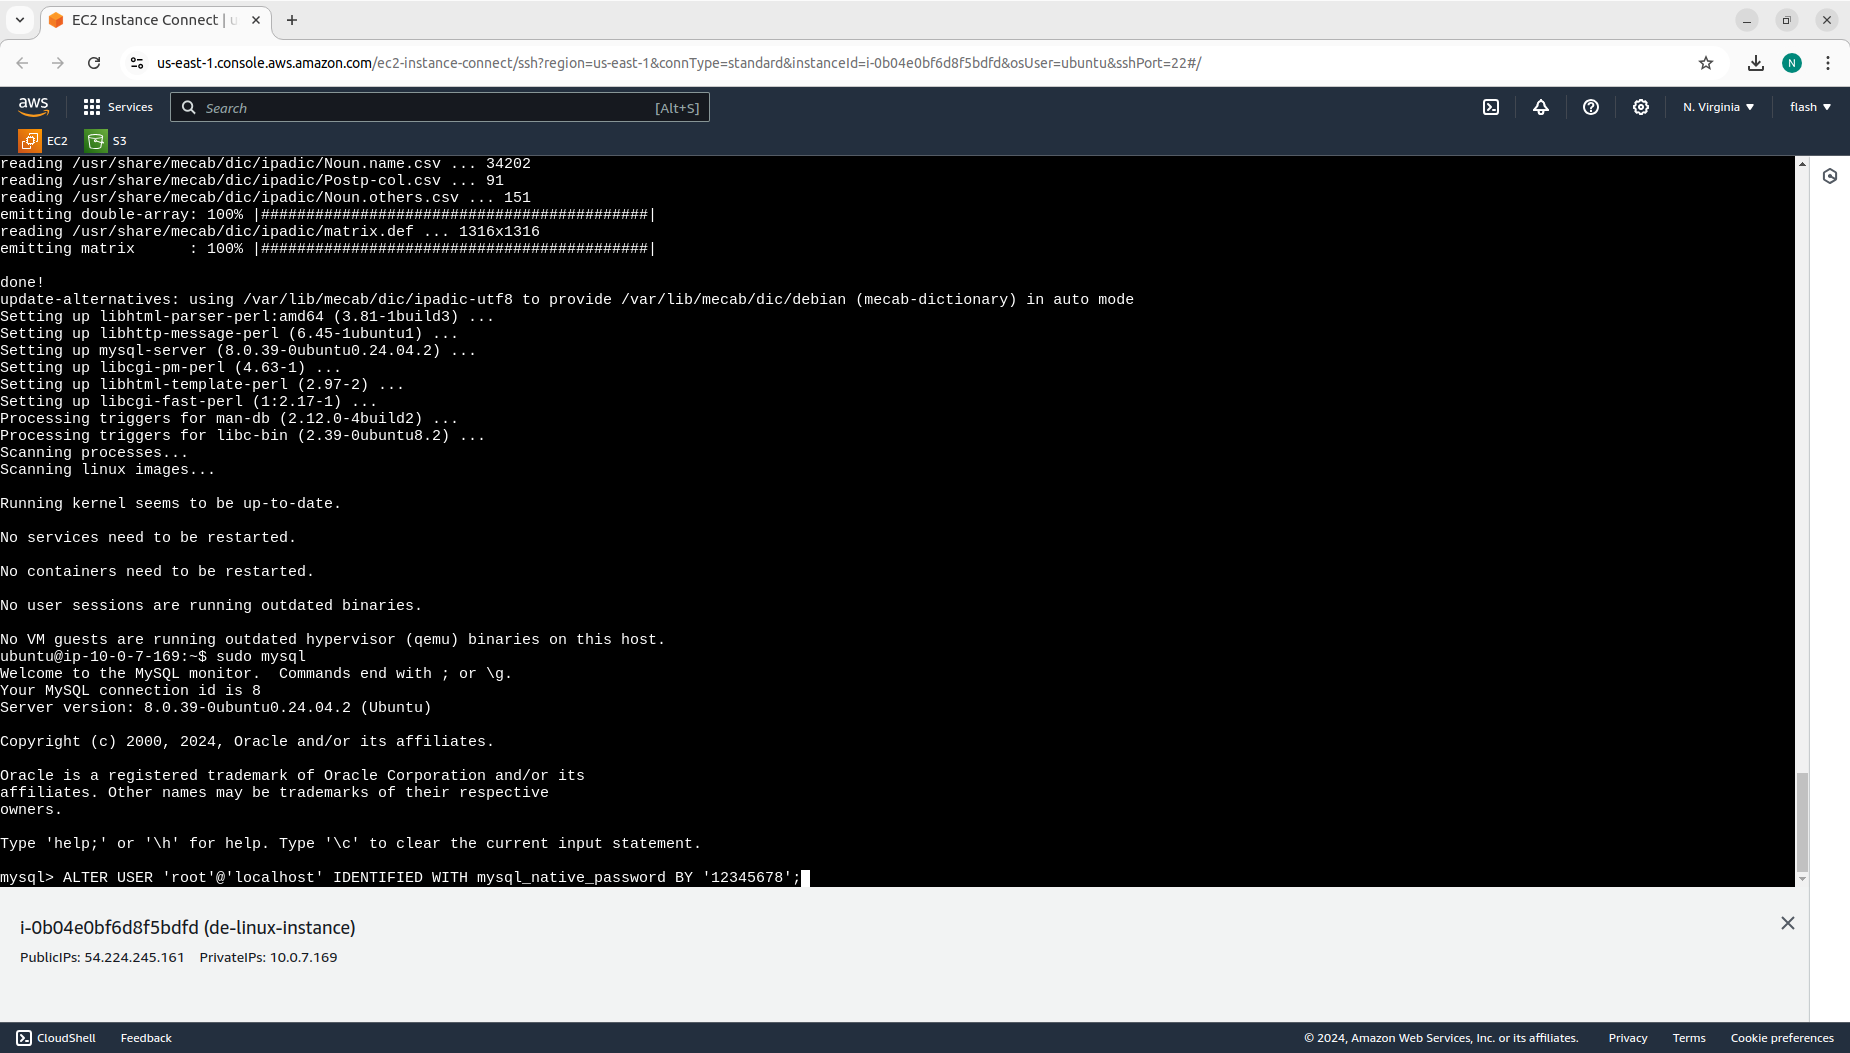 EC2 Instance Connect | u
us-east-1.console.aws.amazon.com/ec2-instance-connect/ssh?region=us-east-1&connType=standard&instanceId=i-0b04e0bf6d8f5bdfd&osUser=ubuntu&sshPort=22#/
N
aws
Services
Search
[Alt+S]
N. Virginia
flash
EC2
S3
reading /usr/share/mecab/dic/ipadic/Noun.name.csv ... 34202
reading /usr/share/mecab/dic/ipadic/Postp-col.csv ... 91
reading /usr/share/mecab/dic/ipadic/Noun.others.csv ... 151
emitting double-array: 100% |###########################################|
reading /usr/share/mecab/dic/ipadic/matrix.def ... 1316x1316
emitting matrix      : 100% |###########################################|
done!
update-alternatives: using /var/lib/mecab/dic/ipadic-utf8 to provide /var/lib/mecab/dic/debian (mecab-dictionary) in auto mode
Setting up libhtml-parser-perl:amd64 (3.81-1build3) ...
Setting up libhttp-message-perl (6.45-1ubuntu1) ...
Setting up mysql-server (8.0.39-0ubuntu0.24.04.2) ...
Setting up libcgi-pm-perl (4.63-1) ...
Setting up libhtml-template-perl (2.97-2) ...
Setting up libcgi-fast-perl (1:2.17-1) ...
Processing triggers for man-db (2.12.0-4build2) ...
Processing triggers for libc-bin (2.39-0ubuntu8.2) ...
Scanning processes...
Scanning linux images...
Running kernel seems to be up-to-date.
No services need to be restarted.
No containers need to be restarted.
No user sessions are running outdated binaries.
No VM guests are running outdated hypervisor (qemu) binaries on this host.
ubuntu@ip-10-0-7-169:~$ sudo mysql
Welcome to the MySQL monitor.  Commands end with ; or \g.
Your MySQL connection id is 8
Server version: 8.0.39-0ubuntu0.24.04.2 (Ubuntu)
Copyright (c) 2000, 2024, Oracle and/or its affiliates.
Oracle is a registered trademark of Oracle Corporation and/or its
affiliates. Other names may be trademarks of their respective
owners.
Type 'help;' or '\h' for help. Type '\c' to clear the current input statement.
mysql> ALTER USER 'root'@'localhost' IDENTIFIED WITH mysql_native_password BY '12345678';
i-0b04e0bf6d8f5bdfd (de-linux-instance)
PublicIPs: 54.224.245.161 PrivateIPs: 10.0.7.169
CloudShell
Feedback
© 2024, Amazon Web Services, Inc. or its affiliates.
Privacy
Terms
Cookie preferences